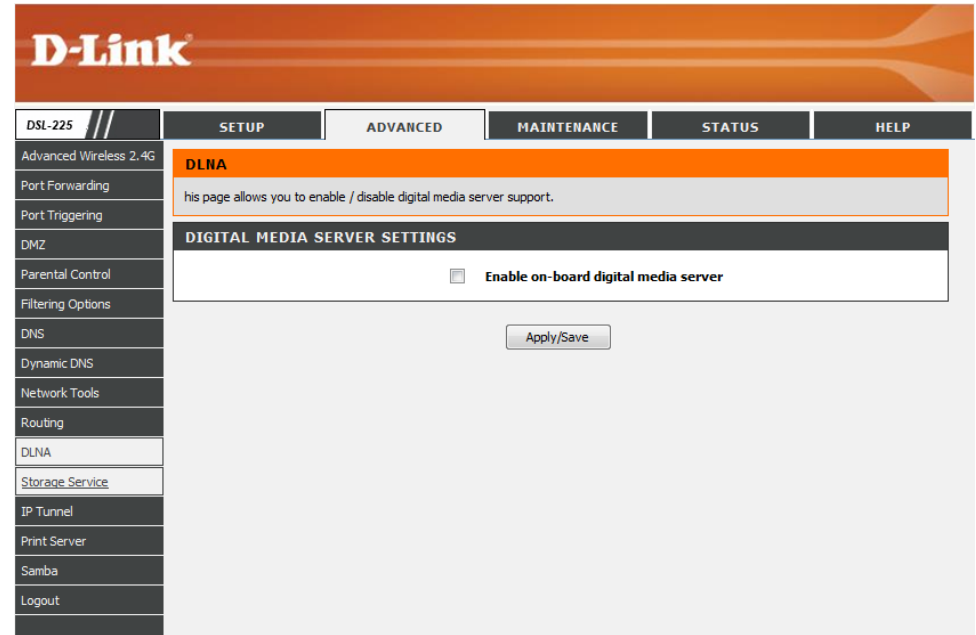 D-Link
DSL-225
SETUP
ADVANCED
MAINTENANCE
STATUS
HELP
Advanced Wireless 2.4G
Port Forwarding
Port Triggering
DMZ
Parental Control
Filtering Options
DNS
Dynamic DNS
Network Tools
Routing
DLNA
Storage Service
IP Tunnel
Print Server
Samba
Logout
DLNA
his page allows you to enable / disable digital media server support.
DIGITAL MEDIA SERVER SETTINGS
Enable on-board digital media server
Apply/Save